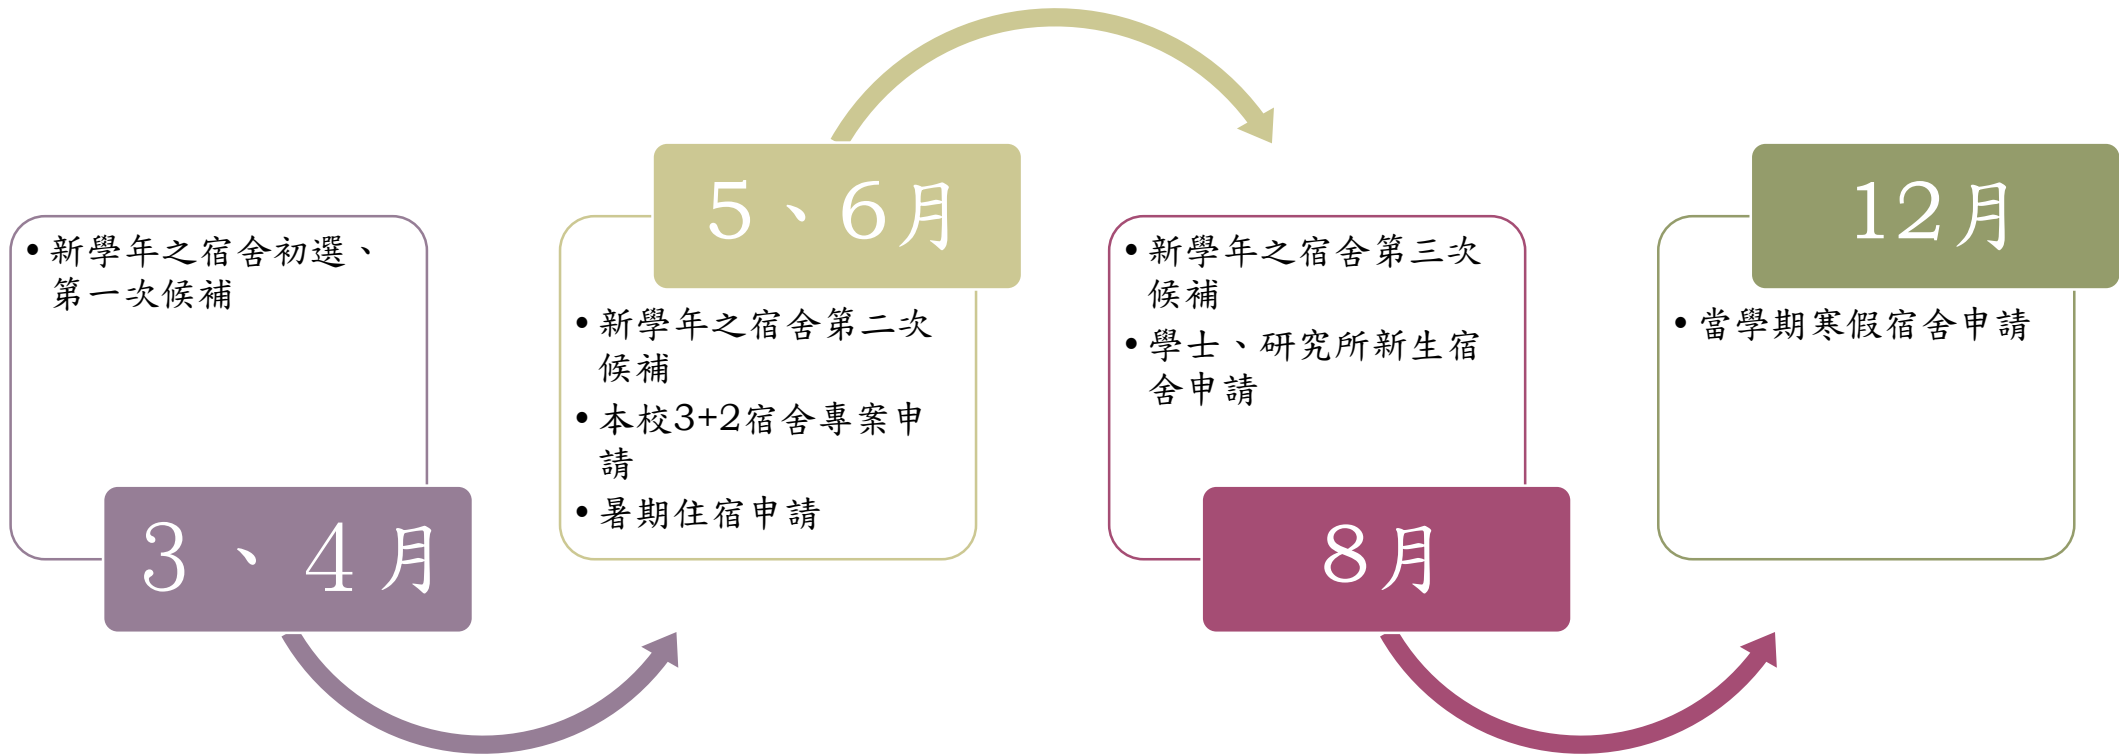 • 新學年之宿舍初選、
第一次候補
3、4月
5、6月
• 新學年之宿舍第二次
候補
• 本校3+2宿舍專案申
請
• 暑期住宿申請
• 新學年之宿舍第三次
候補
• 學士、研究所新生宿
舍申請
8月
12月
• 當學期寒假宿舍申請